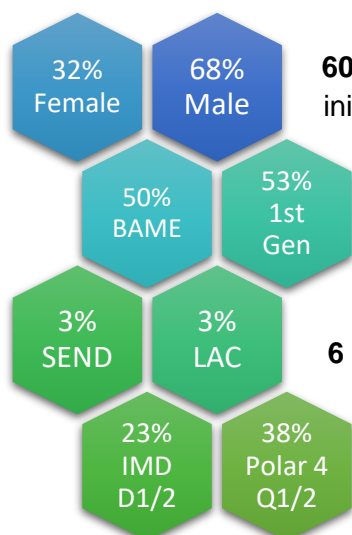 32%
Female
68%
Male
60
ini
50%
BAME
53%
1st
Gen
3%
SEND
3%
LAC
6
23%
IMD
D1/2
38%
Polar 4
Q1/2